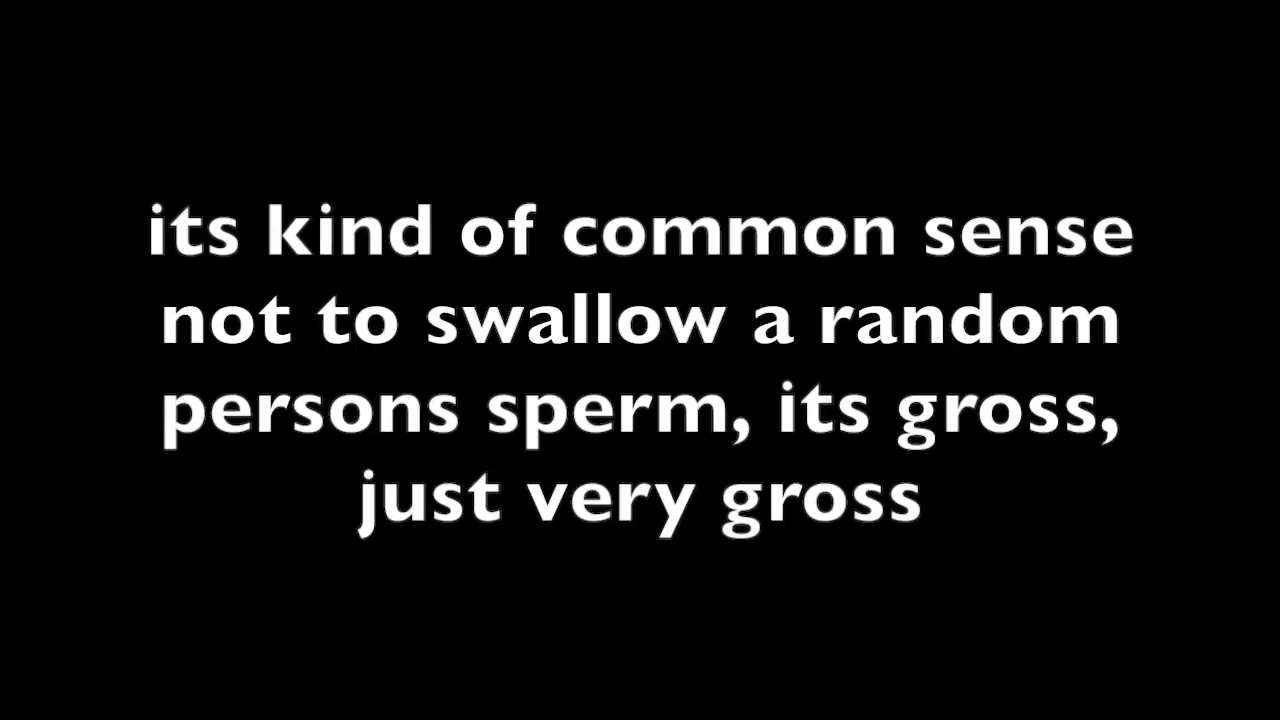 its kind of common sense
not to swallow a random
persons sperm, its gross,
just very gross